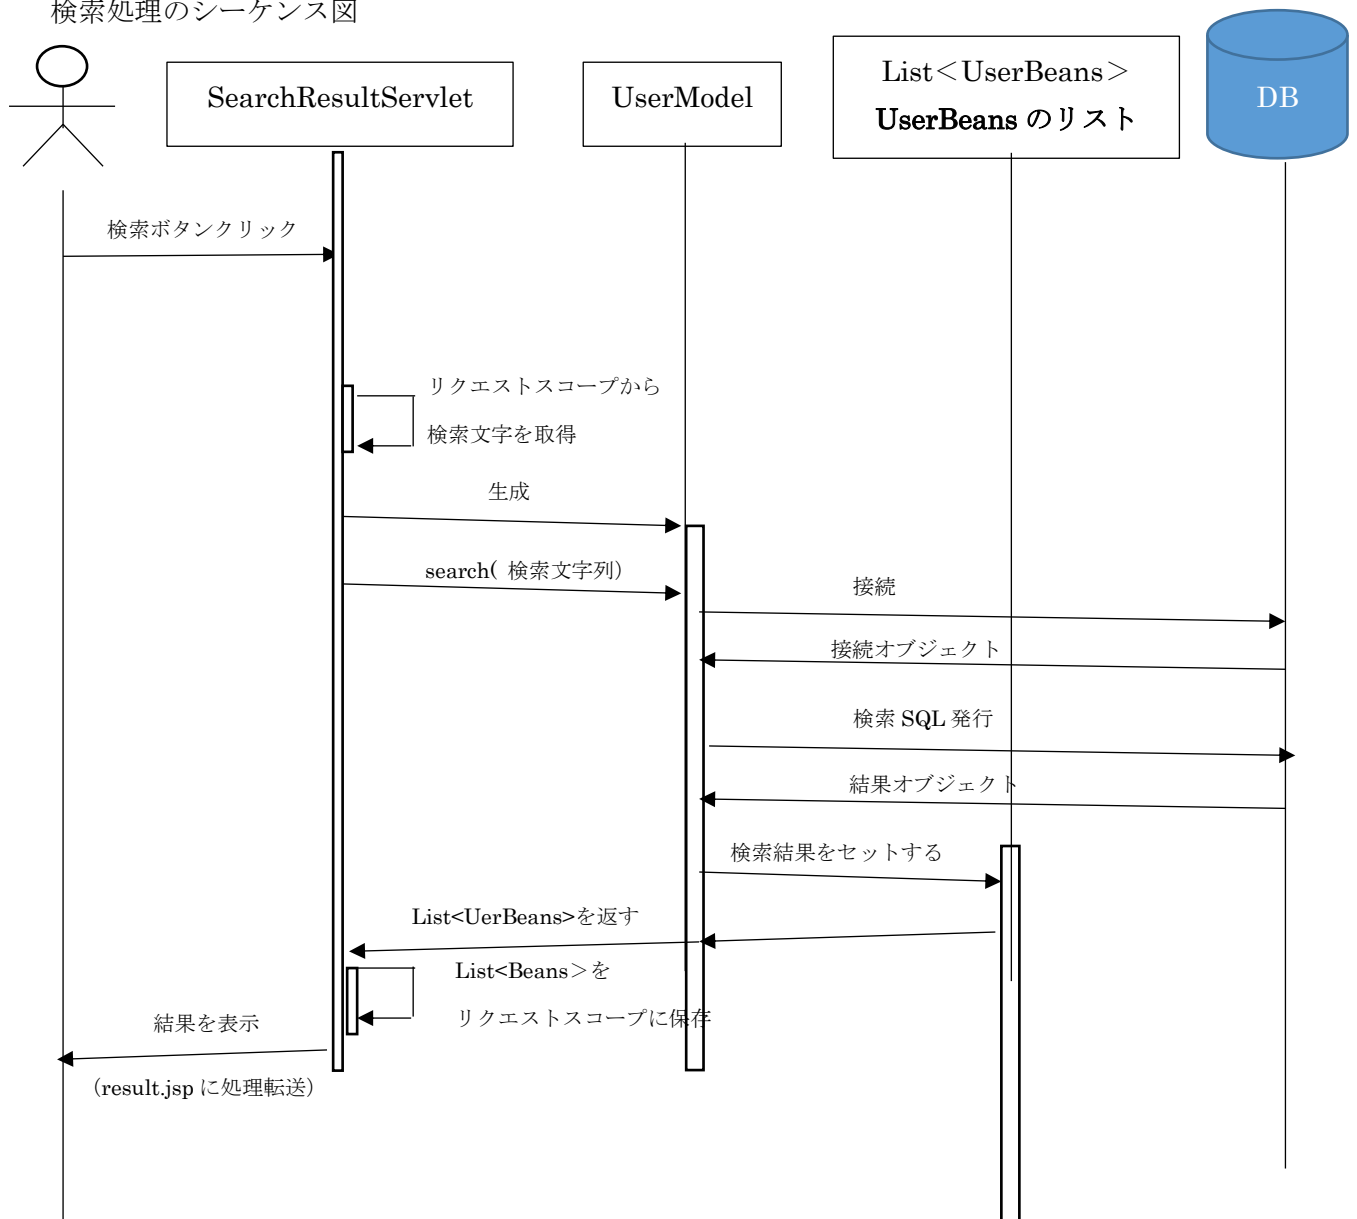 検索処理のシーケンス図
SearchResultServlet
UserModel
List＜UserBeans＞
UserBeans のリスト
DB
検索ボタンクリック
リクエストスコープから
検索文字を取得
生成
search( 検索文字列)
接続
接続オブジェクト
検索 SQL 発行
結果オブジェクト
検索結果をセットする
List<UerBeans>を返す
List<Beans＞を
リクエストスコープに保存
結果を表示
（result.jsp に処理転送）